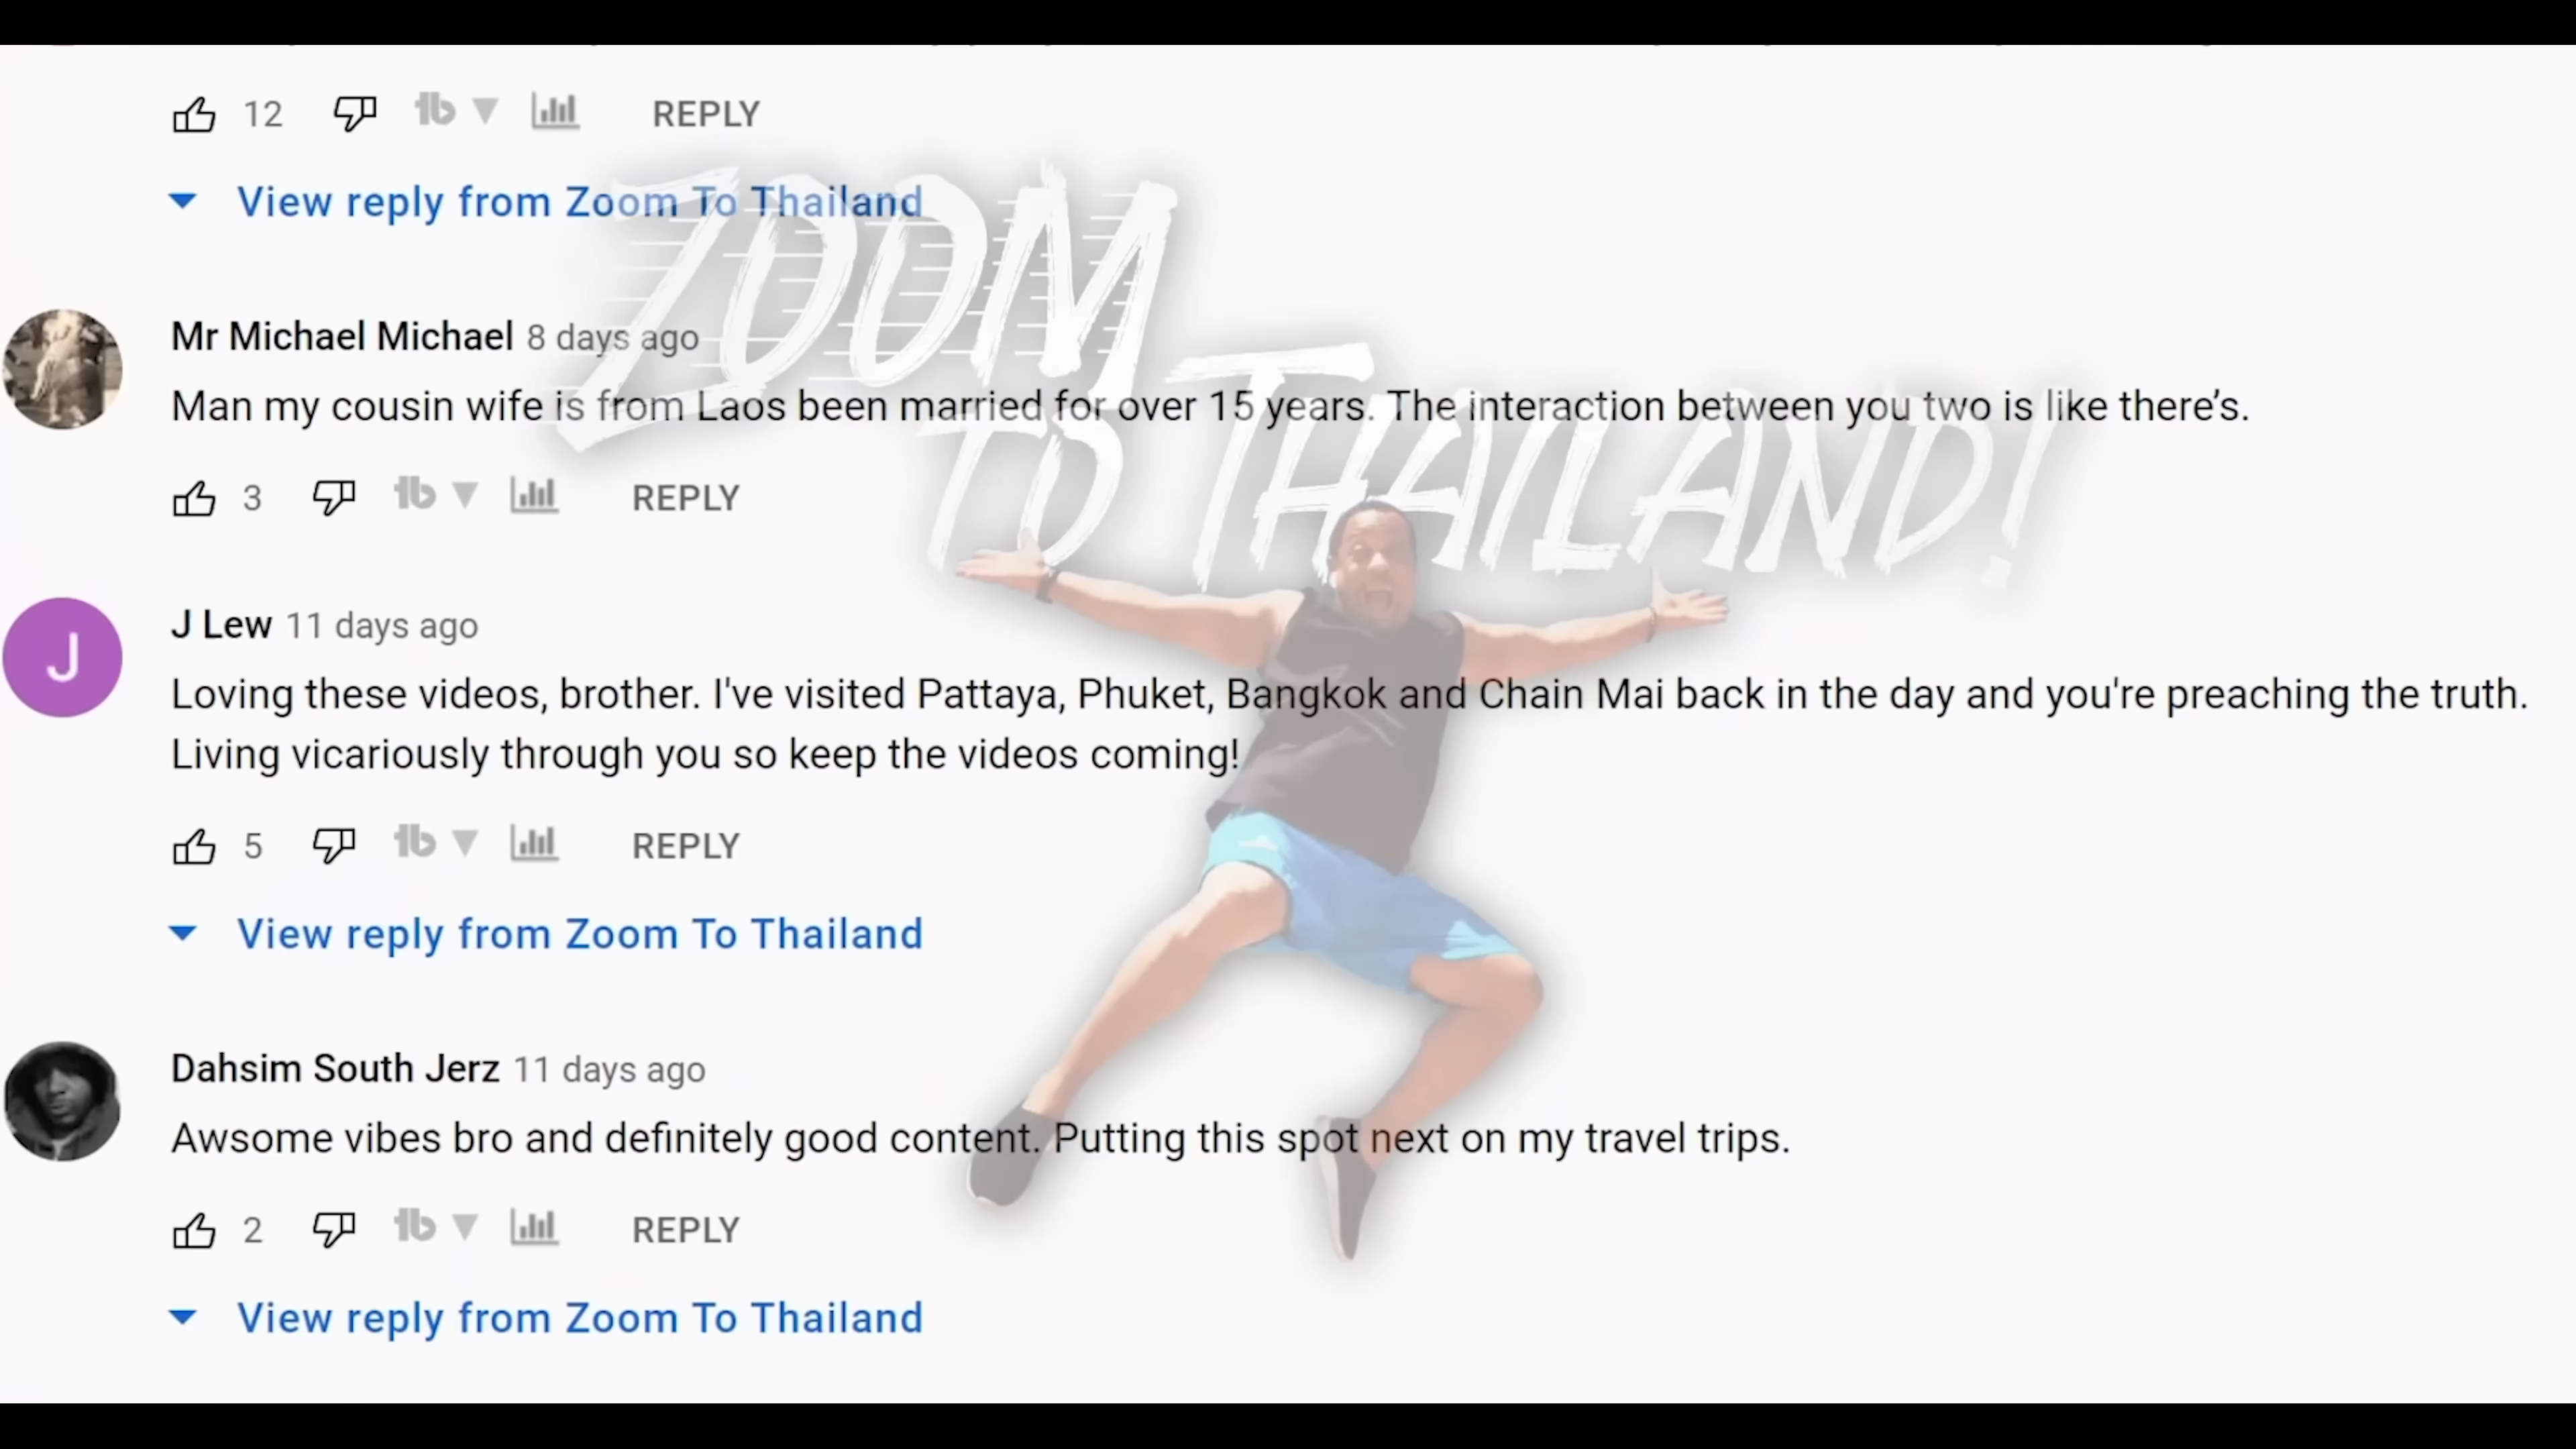 12 REPLY
View reply from Zoom To Thailand
ZOOM
TO THAILAND!
Mr Michael Michael 8 days ago
Man my cousin wife is from Laos been married for over 15 years. The interaction between you two is like there's.
3 REPLY
J
J Lew 11 days ago
Loving these videos, brother. I've visited Pattaya, Phuket, Bangkok and Chain Mai back in the day and you're preaching the truth.
Living vicariously through you so keep the videos coming!
5 REPLY
View reply from Zoom To Thailand
Dahsim South Jerz 11 days ago
Awsome vibes bro and definitely good content. Putting this spot next on my travel trips.
2 REPLY
View reply from Zoom To Thailand